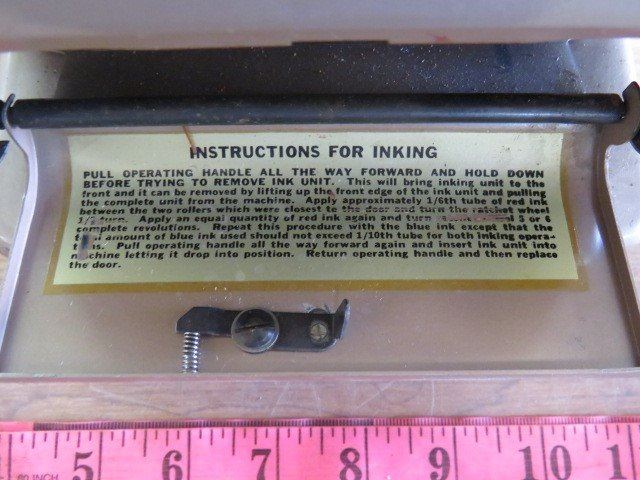 INSTRUCTIONS FOR INKING
PULL OPERATING HANDLE ALL THE WAY FORWARD AND HOLD DOWN
BEFORE TRYING TO REMOVE INK UNIT. This will bring inking unit to the
front and it can be removed by lifting up the front edge of the ink unit and pulling
the complete unit from the machine. Apply approximately 1/6th tube of red ink
between the two rollers which were closest to the door and turn the ratchet wheel
1/2 turn. Apply an equal quantity of red ink again and turn 5 or 6
complete revolutions. Repeat this procedure with the blue ink except that the
amount of blue ink used should not exceed 1/10th tube for both inking opera-
Pull operating handle all the way forward again and insert ink unit into
machine letting it drop into position. Return operating handle and then replace
the door.
80 INCH 5 6 7 8 9 10 11